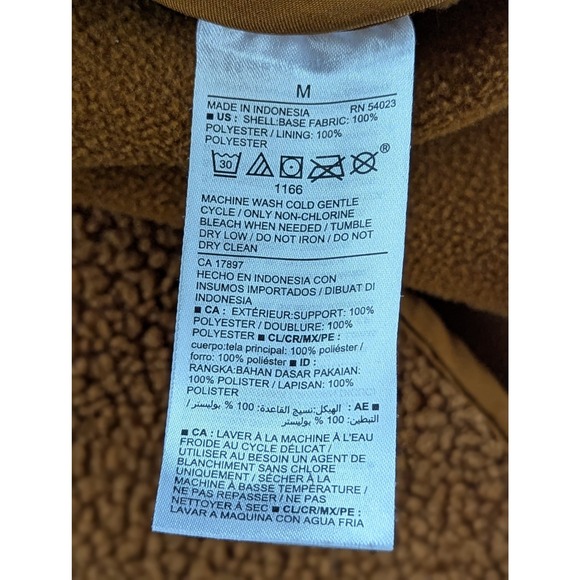 M
MADE IN INDONESIA RN 54023
■ US : SHELL:BASE FABRIC: 100%
POLYESTER / LINING: 100%
POLYESTER
30 ®
1166
MACHINE WASH COLD GENTLE
CYCLE / ONLY NON-CHLORINE
BLEACH WHEN NEEDED / TUMBLE
DRY LOW / DO NOT IRON / DO NOT
DRY CLEAN
CA 17897
HECHO EN INDONESIA CON
INSUMOS IMPORTADOS / DIBUAT DI
INDONESIA
■ CA : EXTÉRIEUR:SUPPORT: 100%
POLYESTER / DOUBLURE: 100%
POLYESTER ■ CL/CR/MX/PE :
cuerpo:tela principal: 100% poliéster /
forro: 100% poliéster ■ ID :
RANGKA:BAHAN DASAR PAKAIAN:
100% POLISTER / LAPISAN: 100%
POLISTER
■ AE : الهيكل:نسيج القاعدة: 100 % بوليستر/
التبطين: 100 % بوليستر
■ CA : LAVER À LA MACHINE À L'EAU
FROIDE AU CYCLE DÉLICAT /
UTILISER AU BESOIN UN AGENT DE
BLANCHIMENT SANS CHLORE
UNIQUEMENT / SÉCHER À LA
MACHINE À BASSE TEMPÉRATURE /
NE PAS REPASSER / NE PAS
NETTOYER À SEC ■ CL/CR/MX/PE :
LAVAR A MAQUINA CON AGUA FRIA